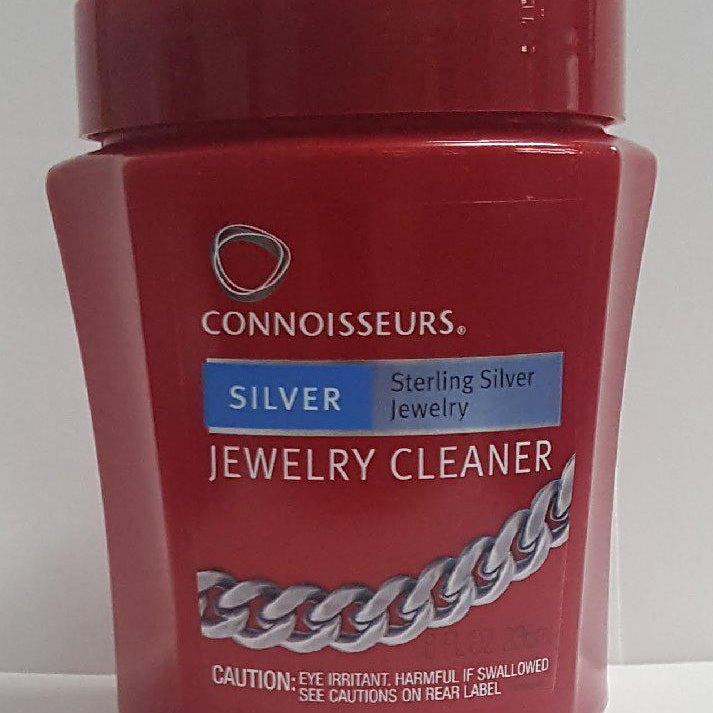 CONNOISSEURS®
SILVER
Sterling Silver
Jewelry
JEWELRY CLEANER
CAUTION: EYE IRRITANT. HARMFUL IF SWALLOWED
SEE CAUTIONS ON REAR LABEL